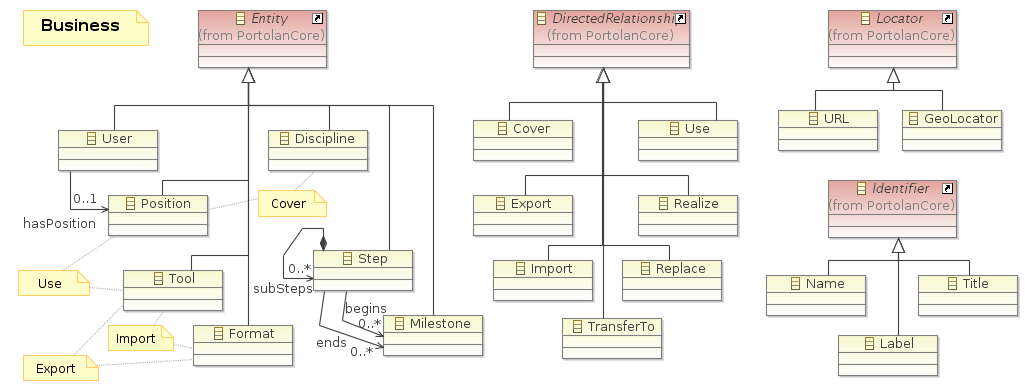 Business
Entity
(from PortolanCore)
User
Discipline
0..1
hasPosition
Position
Cover
Use
Tool
Import
Export
Format
Step
0..*
subSteps
begins
0..*
ends
0..*
Milestone
DirectedRelationship
(from PortolanCore)
Cover
Use
Export
Realize
Import
Replace
TransferTo
Locator
(from PortolanCore)
URL
GeoLocator
Identifier
(from PortolanCore)
Name
Title
Label